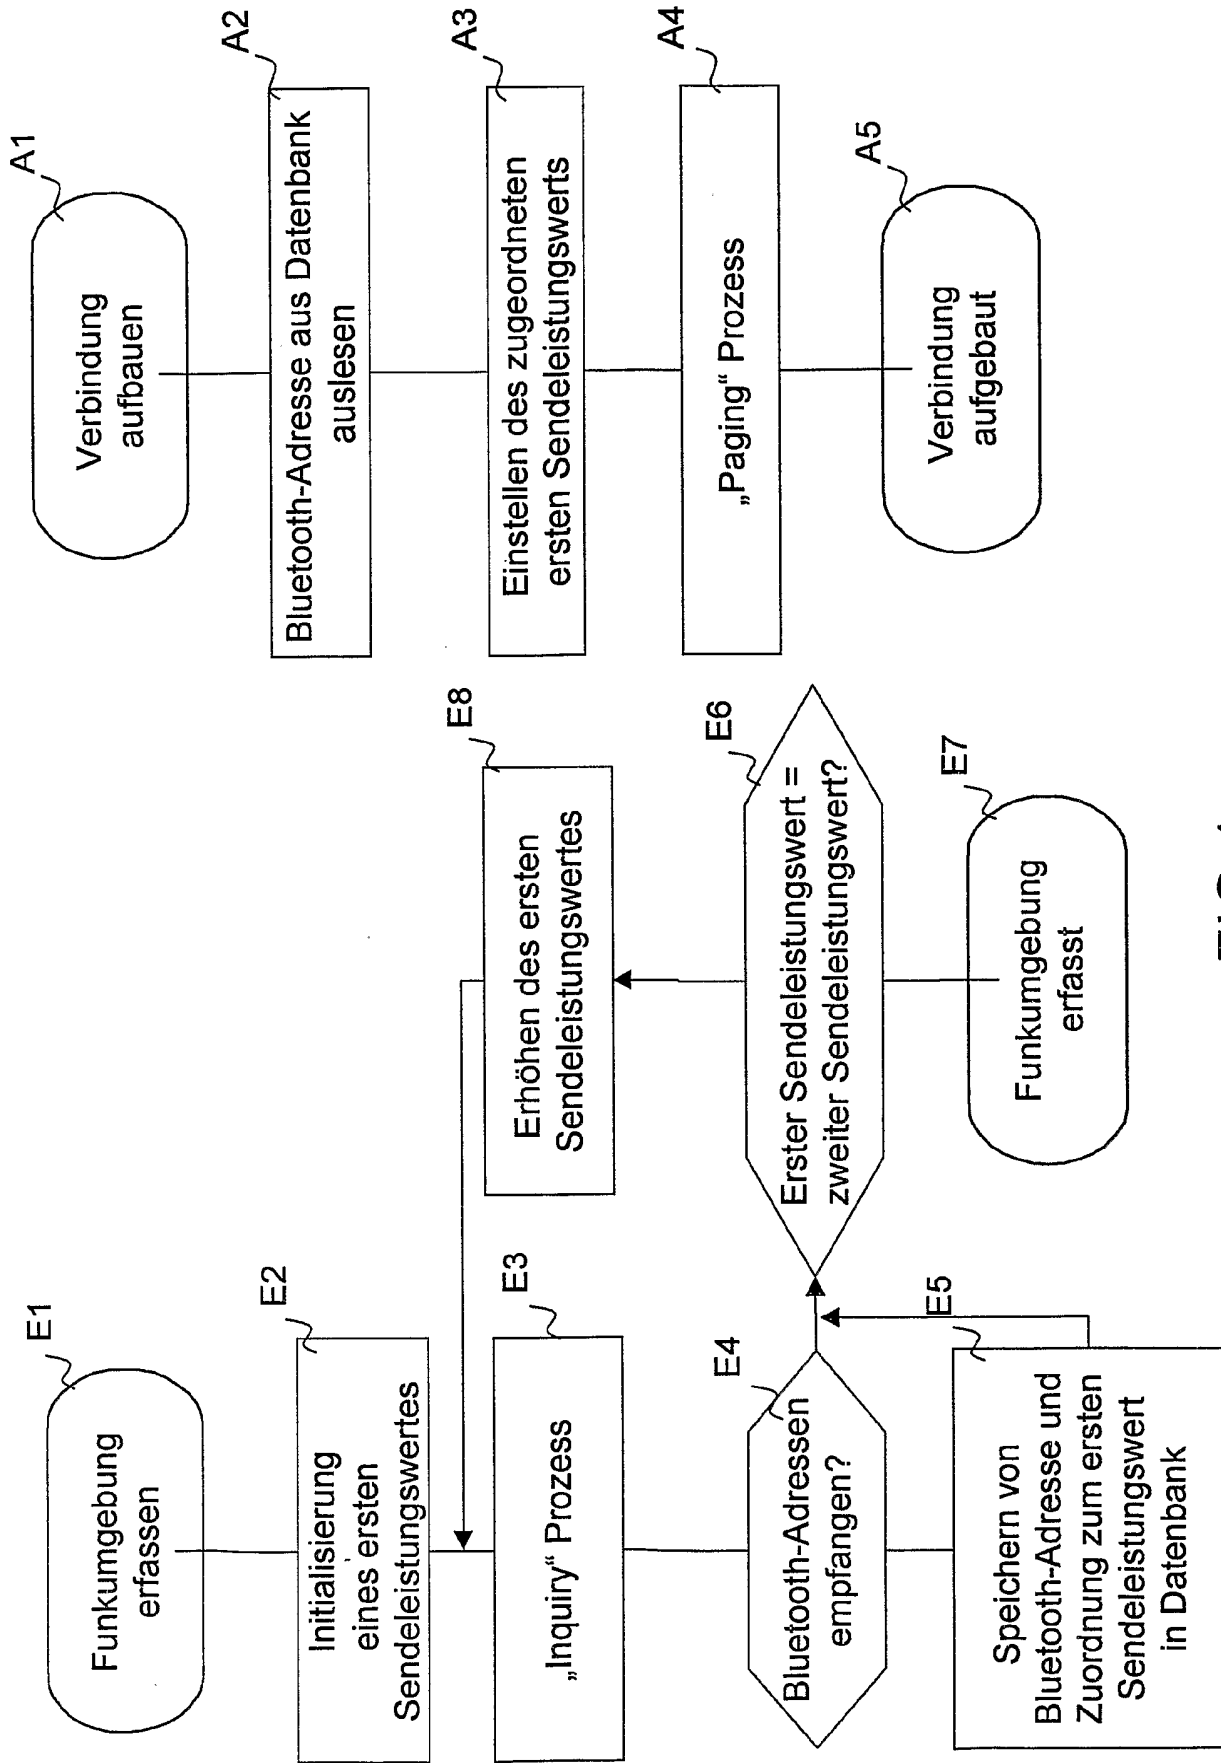 E1
Funkumgebung
erfassen
E2
Initialisierung
eines ersten
Sendeleistungswertes
E3
„Inquiry“ Prozess
E4
Bluetooth-Adressen
empfangen?
E5
Speichern von
Bluetooth-Adresse und
Zuordnung zum ersten
Sendeleistungswert
in Datenbank
E8
Erhöhen des ersten
Sendeleistungswertes
E6
Erster Sendeleistungswert =
zweiter Sendeleistungswert?
E7
Funkumgebung
erfasst
A1
Verbindung
aufbauen
A2
Bluetooth-Adresse aus Datenbank
auslesen
A3
Einstellen des zugeordneten
ersten Sendeleistungswerts
A4
„Paging“ Prozess
A5
Verbindung
aufgebaut